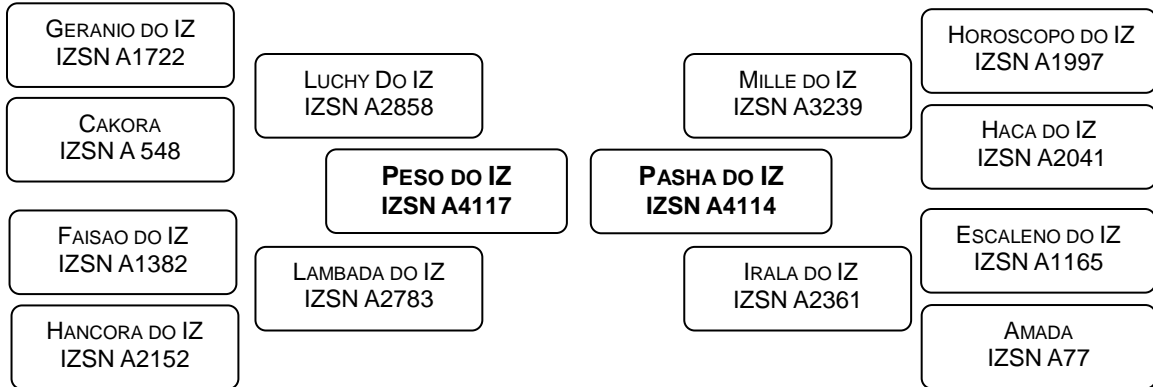 GERANIO DO IZ
IZSN A1722
CAKORA
IZSN A 548
LUCHY DO IZ
IZSN A2858
PESO DO IZ
IZSN A4117
FAISAO DO IZ
IZSN A1382
HANCORA DO IZ
IZSN A2152
LAMBADA DO IZ
IZSN A2783
MILLE DO IZ
IZSN A3239
HOROSCOPO DO IZ
IZSN A1997
HACA DO IZ
IZSN A2041
PASHA DO IZ
IZSN A4114
IRALA DO IZ
IZSN A2361
ESCALENO DO IZ
IZSN A1165
AMADA
IZSN A77